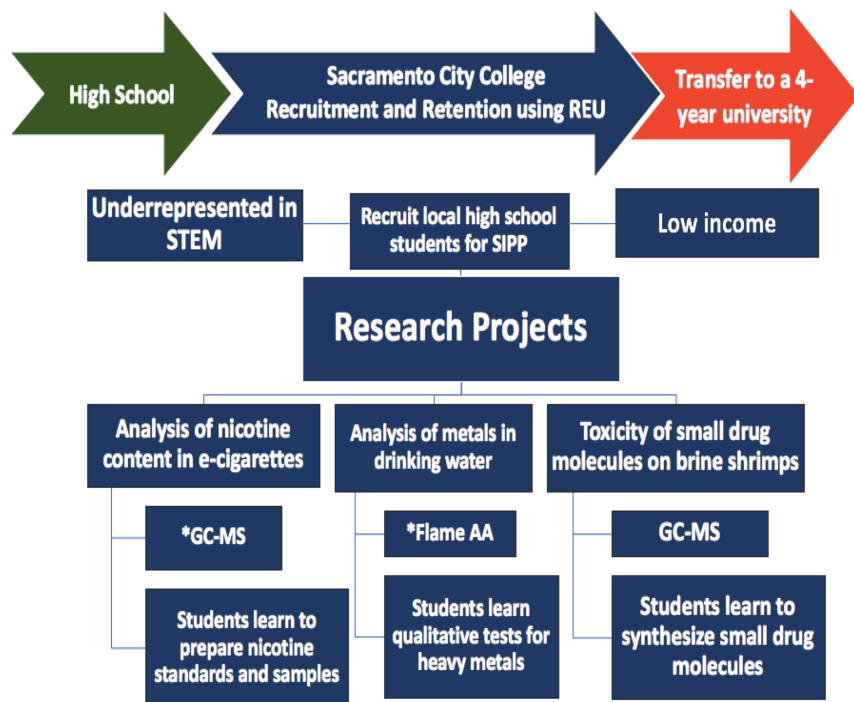 High School
Sacramento City College
Recruitment and Retention using REU
Transfer to a 4-
year university
Underrepresented in
STEM
Recruit local high school
students for SIPP
Low income
Research Projects
Analysis of nicotine
content in e-cigarettes
Analysis of metals in
drinking water
Toxicity of small drug
molecules on brine shrimps
*GC-MS
*Flame AA
GC-MS
Students learn to
prepare nicotine
standards and samples
Students learn
qualitative tests for
heavy metals
Students learn to
synthesize small drug
molecules